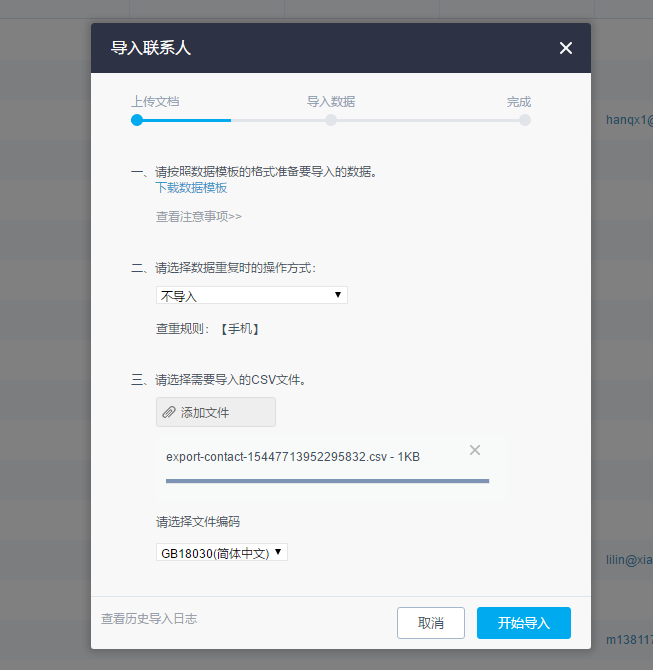 导入联系人
上传文档 导入数据 完成
hanqx1@
一、请按照数据模板的格式准备要导入的数据。
下载数据模板
查看注意事项>>
二、请选择数据重复时的操作方式：
不导入
查重规则：【手机】
三、请选择需要导入的CSV文件。
添加文件
export-contact-15447713952295832.csv - 1KB
请选择文件编码
GB18030(简体中文)
lilin@xia
查看历史导入日志
取消 开始导入
m138117